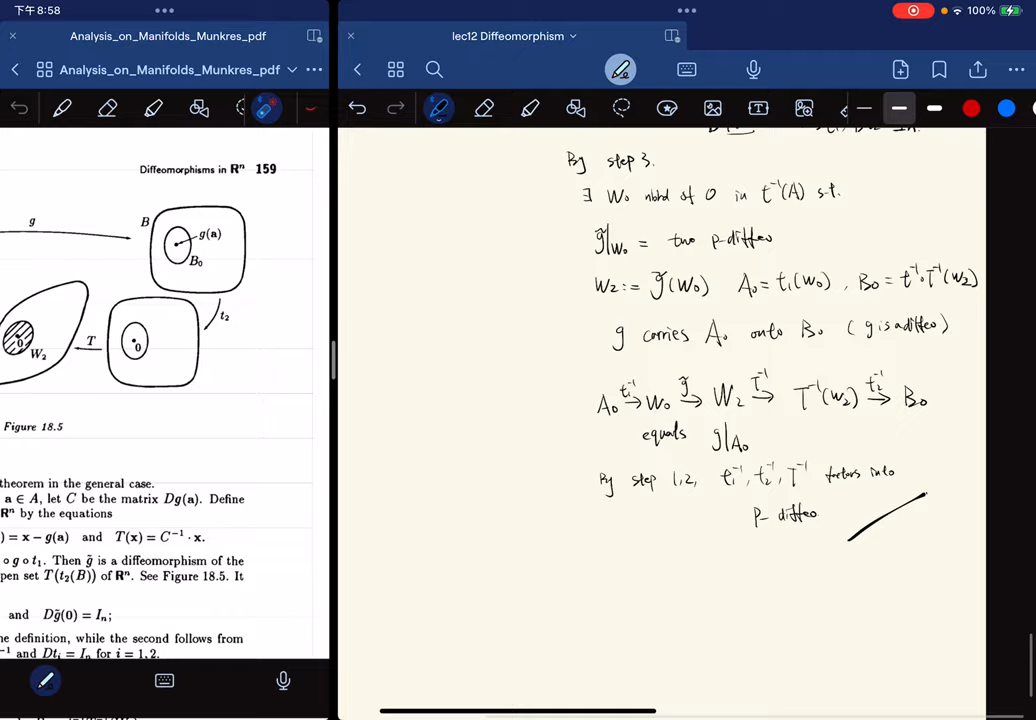 下午8:58
100%
Analysis_on_Manifolds_Munkres_pdf
lec12 Diffeomorphism
Analysis_on_Manifolds_Munkres_pdf
Diffeomorphisms in Rⁿ 159
g
B
g(a)
B₀
t₂
0
W₂
T
0
Figure 18.5
theorem in the general case.
a ∈ A, let C be the matrix Dg(a). Define
Rⁿ by the equations
) = x − g(a) and T(x) = C⁻¹ · x.
∘ g ∘ t₁. Then g̃ is a diffeomorphism of the
pen set T(t₂(B)) of Rⁿ. See Figure 18.5. It
and Dg̃(0) = Iₙ;
he definition, while the second follows from
⁻¹ and Dtᵢ = Iₙ for i = 1,2.
By step 3.
∃ W₀ nbhd of 0 in t⁻¹(A) s.t.
g̃|W₀ = two p-diffeo
W₂ := g̃(W₀) A₀ = t₁(W₀), B₀ = t⁻¹∘T⁻¹(W₂)
g carries A₀ onto B₀ (g is a diffeo)
A₀ →(t₁⁻¹) W₀ →(g̃) W₂ →(T⁻¹) T⁻¹(W₂) →(t₂⁻¹) B₀
equals g|A₀
By step 1,2, t₁⁻¹, t₂⁻¹, T⁻¹ factors into
p-diffeo